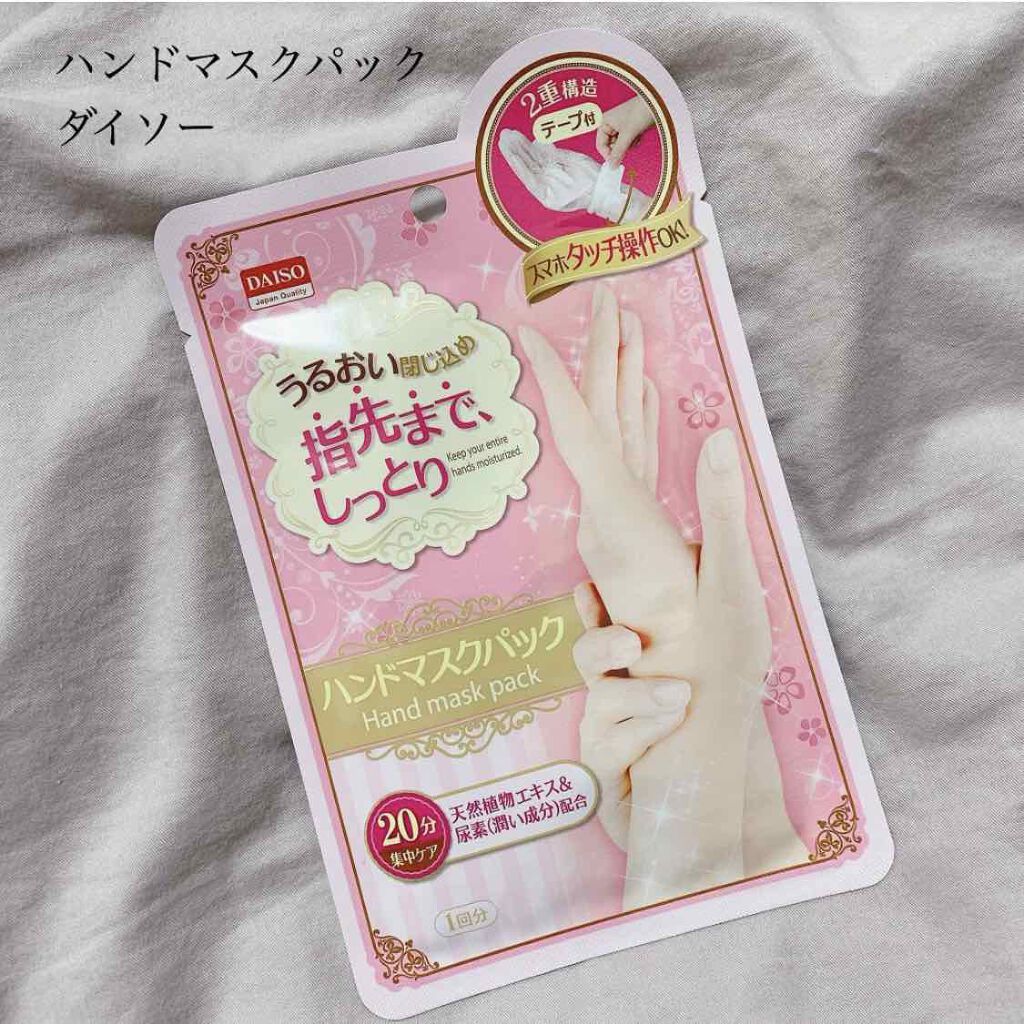 ハンドマスクパック
ダイソー
2重構造
テープ付
スマホタッチ操作OK!
DAISO
Japan Quality
うるおい閉じ込め
指先まで、
しっとり
Keep your entire
hands moisturized.
ハンドマスクパック
Hand mask pack
20分
集中ケア
天然植物エキス&
尿素(潤い成分)配合
1回分